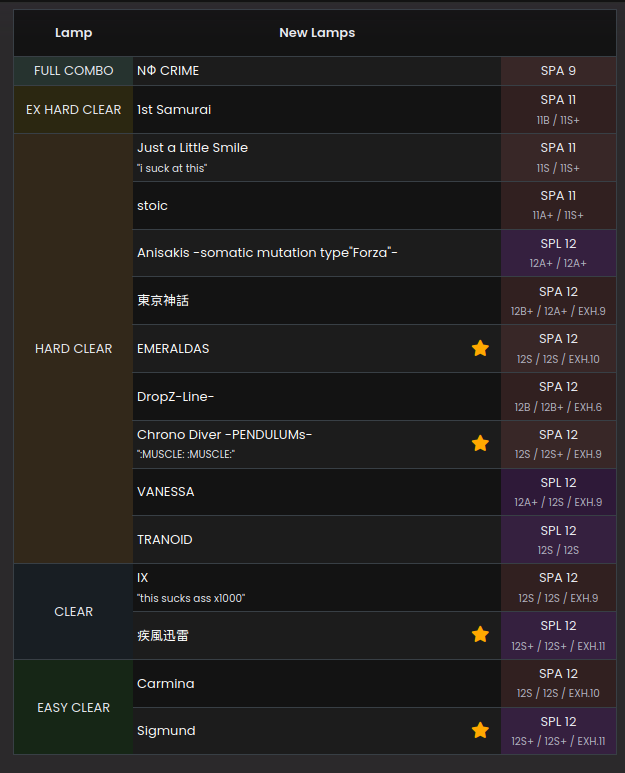 Lamp
New Lamps
FULL COMBO
NΦ CRIME
SPA 9
EX HARD CLEAR
1st Samurai
SPA 11
11B / 11S+
HARD CLEAR
Just a Little Smile
"i suck at this"
SPA 11
11S / 11S+
stoic
SPA 11
11A+ / 11S+
Anisakis -somatic mutation type"Forza"-
SPL 12
12A+ / 12A+
東京神話
SPA 12
12B+ / 12A+ / EXH.9
EMERALDAS
SPA 12
12S / 12S / EXH.10
DropZ-Line-
SPA 12
12B / 12B+ / EXH.6
Chrono Diver -PENDULUMs-
":MUSCLE: :MUSCLE:"
SPA 12
12S / 12S+ / EXH.9
VANESSA
SPL 12
12A+ / 12S / EXH.9
TRANOID
SPL 12
12S / 12S
CLEAR
IX
"this sucks ass x1000"
SPA 12
12S / 12S / EXH.9
疾風迅雷
SPL 12
12S+ / 12S+ / EXH.11
EASY CLEAR
Carmina
SPA 12
12S / 12S / EXH.10
Sigmund
SPL 12
12S+ / 12S+ / EXH.11